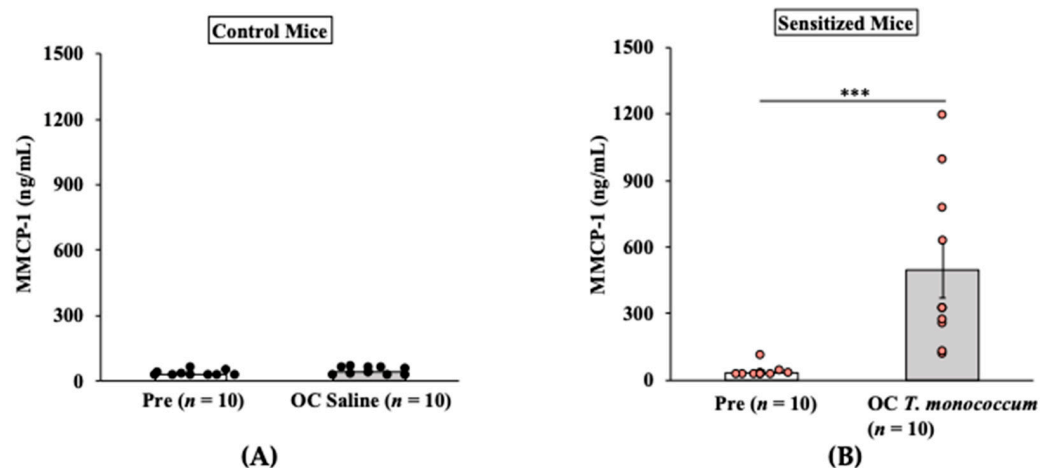 Control Mice
1500
1200
900
600
300
0
MMCP-1 (ng/mL)
Pre (n = 10)
OC Saline (n = 10)
(A)
Sensitized Mice
1500
1200
900
600
300
0
MMCP-1 (ng/mL)
***
Pre (n = 10)
OC T. monococcum
(n = 10)
(B)